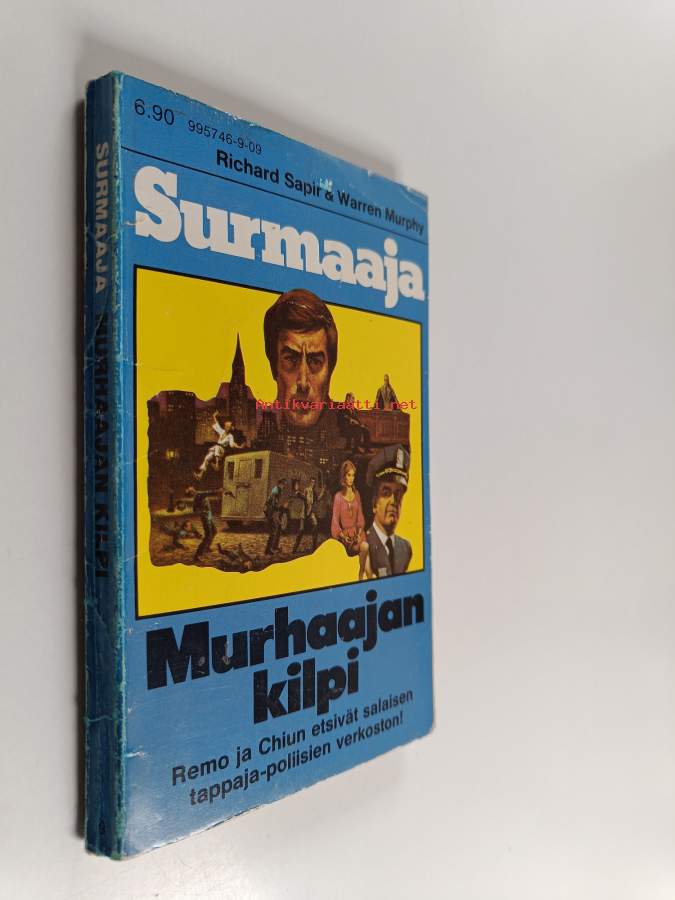 6.90 995746-9-09
Richard Sapir & Warren Murphy
Surmaaja
Antikvariaatti.net
Murhaajan
kilpi
Remo ja Chiun etsivät salaisen
tappaja-poliisien verkoston!
SURMAAJA MURHAAJAN KILPI